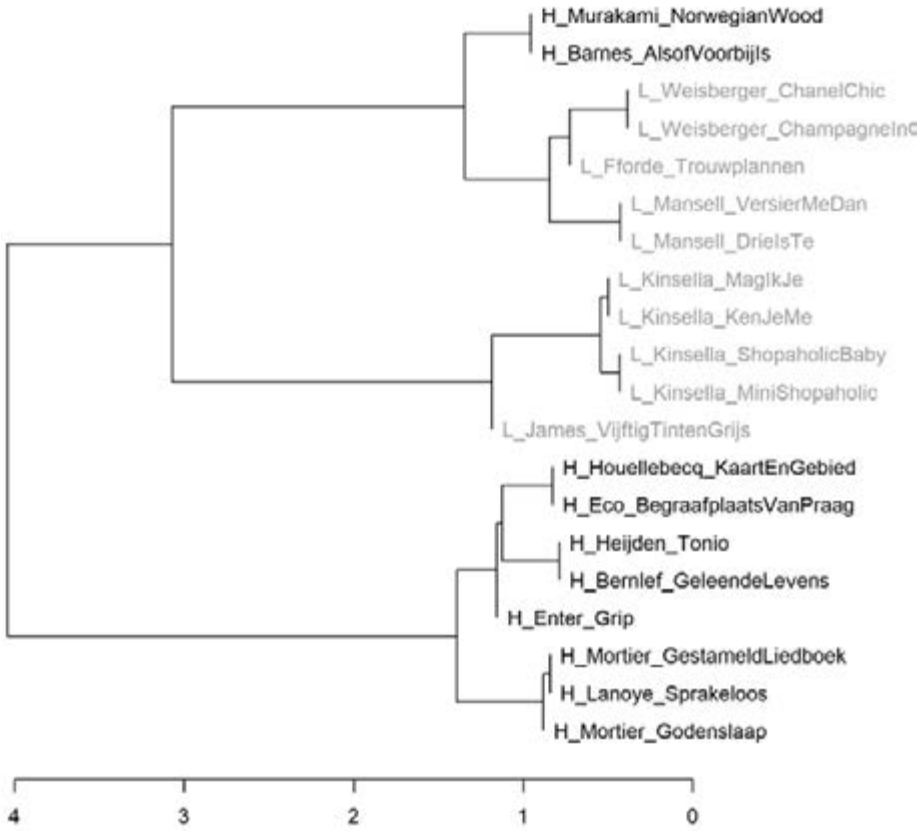 H_Murakami_NorwegianWood
H_Barnes_AlsofVoorbijIs
L_Weisberger_ChanelChic
L_Weisberger_ChampagneInC
L_Fforde_Trouwplannen
L_Mansell_VersierMeDan
L_Mansell_DrieIsTe
L_Kinsella_MagIkJe
L_Kinsella_KenJeMe
L_Kinsella_ShopaholicBaby
L_Kinsella_MiniShopaholic
L_James_VijftigTintenGrijs
H_Houellebecq_KaartEnGebied
H_Eco_BegraafplaatsVanPraag
H_Heijden_Tonio
H_Bernlef_GeleendeLevens
H_Enter_Grip
H_Mortier_GestameldLiedboek
H_Lanoye_Sprakeloos
H_Mortier_Godenslaap
4 3 2 1 0